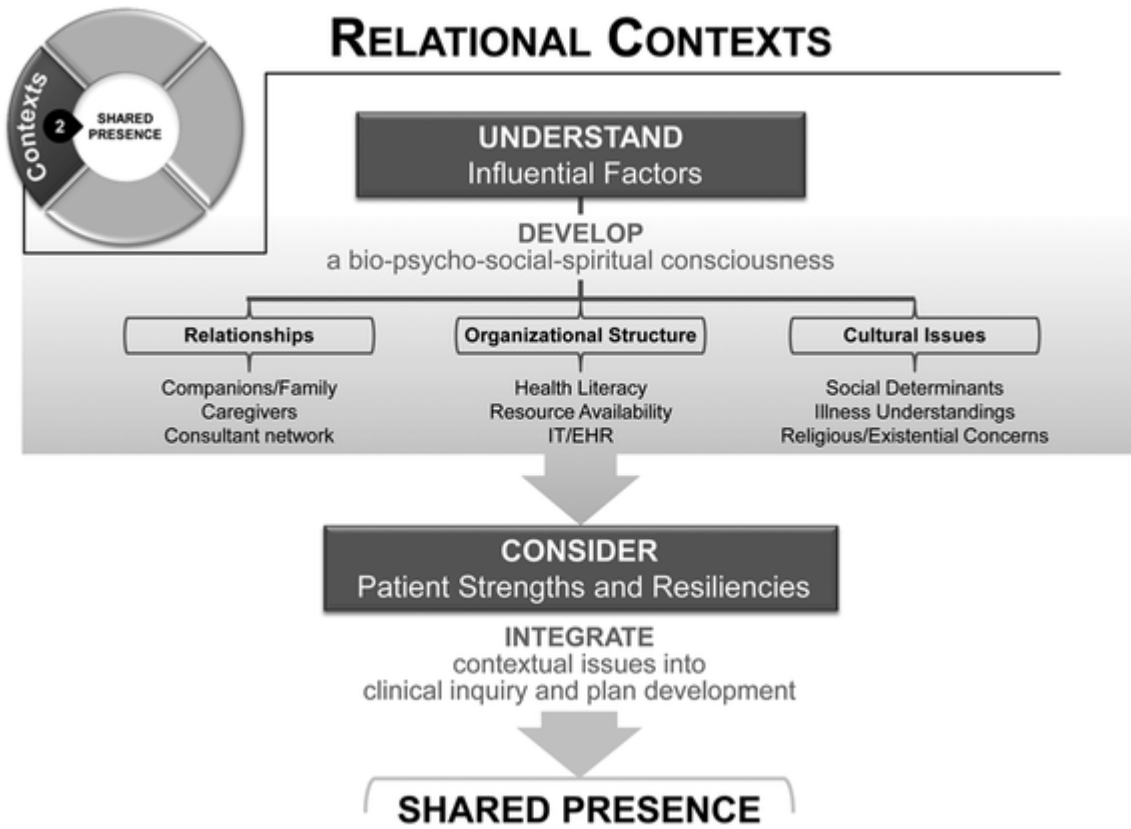 RELATIONAL CONTEXTS
Contexts
2
SHARED
PRESENCE
UNDERSTAND
Influential Factors
DEVELOP
a bio-psycho-social-spiritual consciousness
Relationships
Companions/Family
Caregivers
Consultant network
Organizational Structure
Health Literacy
Resource Availability
IT/EHR
Cultural Issues
Social Determinants
Illness Understandings
Religious/Existential Concerns
CONSIDER
Patient Strengths and Resiliencies
INTEGRATE
contextual issues into
clinical inquiry and plan development
SHARED PRESENCE